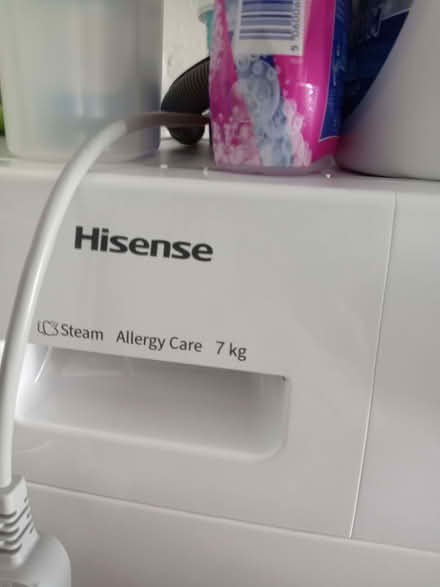 Hisense
Steam Allergy Care 7 kg